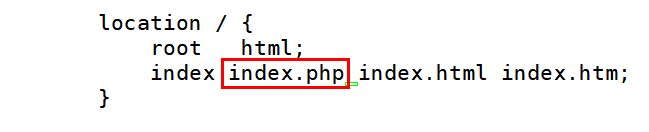 location / {
root html;
index index.php index.html index.htm;
}